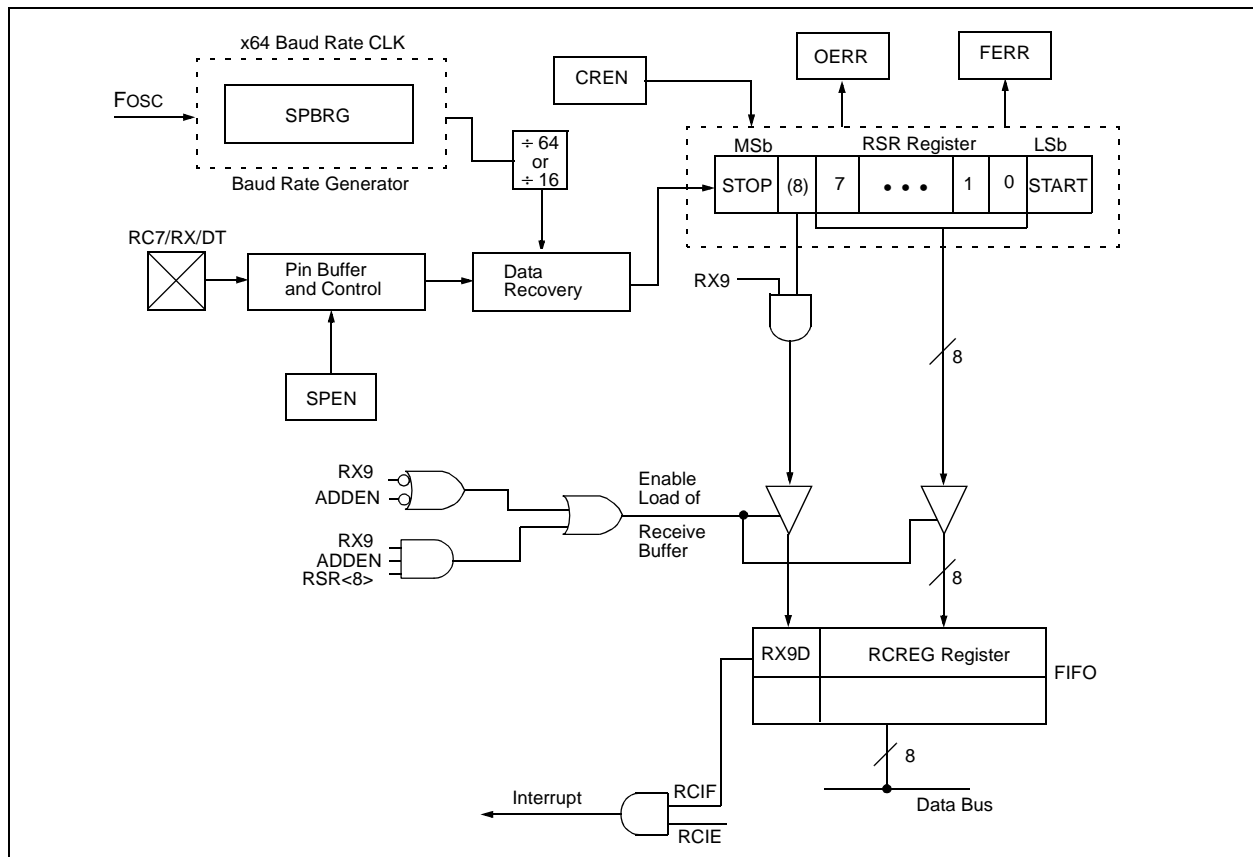 x64 Baud Rate CLK
FOSC
SPBRG
Baud Rate Generator
÷ 64
or
÷ 16
CREN
OERR
FERR
MSb
RSR Register
LSb
STOP (8) 7 • • • 1 0 START
RC7/RX/DT
Pin Buffer
and Control
Data
Recovery
SPEN
RX9
8
RX9
ADDEN
RX9
ADDEN
RSR<8>
Enable
Load of
Receive
Buffer
8
RX9D
RCREG Register
FIFO
8
Data Bus
Interrupt
RCIF
RCIE